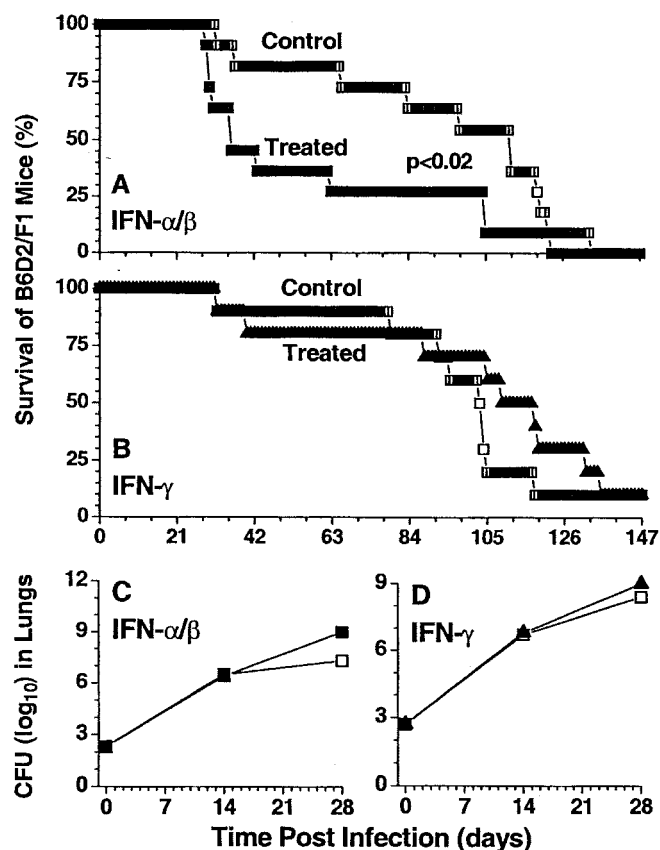 Survival of B6D2/F1 Mice (%)
100
75
50
25
0
Control
Treated
p<0.02
A
IFN-α/β
100
75
50
25
0
Control
Treated
B
IFN-γ
0 21 42 63 84 105 126 147
CFU (log10) in Lungs
12
9
6
3
0
C
IFN-α/β
0 7 14 21 28
9
6
3
0
D
IFN-γ
0 7 14 21 28
Time Post Infection (days)